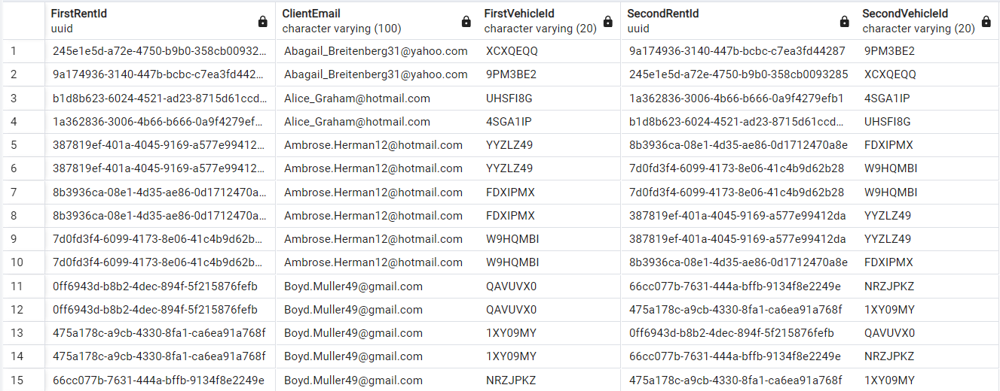 FirstRentId ClientEmail FirstVehicleId SecondRentId SecondVehicleId
uuid character varying (100) character varying (20) uuid character varying (20)
1 245e1e5d-a72e-4750-b9b0-358cb00932... Abagail_Breitenberg31@yahoo.com XCXQEQQ 9a174936-3140-447b-bcbc-c7ea3fd44287 9PM3BE2
2 9a174936-3140-447b-bcbc-c7ea3fd442... Abagail_Breitenberg31@yahoo.com 9PM3BE2 245e1e5d-a72e-4750-b9b0-358cb0093285 XCXQEQQ
3 b1d8b623-6024-4521-ad23-8715d61ccd... Alice_Graham@hotmail.com UHSFI8G 1a362836-3006-4b66-b666-0a9f4279efb1 4SGA1IP
4 1a362836-3006-4b66-b666-0a9f4279ef... Alice_Graham@hotmail.com 4SGA1IP b1d8b623-6024-4521-ad23-8715d61ccd... UHSFI8G
5 387819ef-401a-4045-9169-a577e99412... Ambrose.Herman12@hotmail.com YYZLZ49 8b3936ca-08e1-4d35-ae86-0d1712470a8e FDXIPMX
6 387819ef-401a-4045-9169-a577e99412... Ambrose.Herman12@hotmail.com YYZLZ49 7d0fd3f4-6099-4173-8e06-41c4b9d62b28 W9HQMBI
7 8b3936ca-08e1-4d35-ae86-0d1712470a... Ambrose.Herman12@hotmail.com FDXIPMX 7d0fd3f4-6099-4173-8e06-41c4b9d62b28 W9HQMBI
8 8b3936ca-08e1-4d35-ae86-0d1712470a... Ambrose.Herman12@hotmail.com FDXIPMX 387819ef-401a-4045-9169-a577e99412da YYZLZ49
9 7d0fd3f4-6099-4173-8e06-41c4b9d62b... Ambrose.Herman12@hotmail.com W9HQMBI 387819ef-401a-4045-9169-a577e99412da YYZLZ49
10 7d0fd3f4-6099-4173-8e06-41c4b9d62b... Ambrose.Herman12@hotmail.com W9HQMBI 8b3936ca-08e1-4d35-ae86-0d1712470a8e FDXIPMX
11 0ff6943d-b8b2-4dec-894f-5f215876fefb Boyd.Muller49@gmail.com QAVUVX0 66cc077b-7631-444a-bffb-9134f8e2249e NRZJPKZ
12 0ff6943d-b8b2-4dec-894f-5f215876fefb Boyd.Muller49@gmail.com QAVUVX0 475a178c-a9cb-4330-8fa1-ca6ea91a768f 1XY09MY
13 475a178c-a9cb-4330-8fa1-ca6ea91a768f Boyd.Muller49@gmail.com 1XY09MY 0ff6943d-b8b2-4dec-894f-5f215876fefb QAVUVX0
14 475a178c-a9cb-4330-8fa1-ca6ea91a768f Boyd.Muller49@gmail.com 1XY09MY 66cc077b-7631-444a-bffb-9134f8e2249e NRZJPKZ
15 66cc077b-7631-444a-bffb-9134f8e2249e Boyd.Muller49@gmail.com NRZJPKZ 475a178c-a9cb-4330-8fa1-ca6ea91a768f 1XY09MY